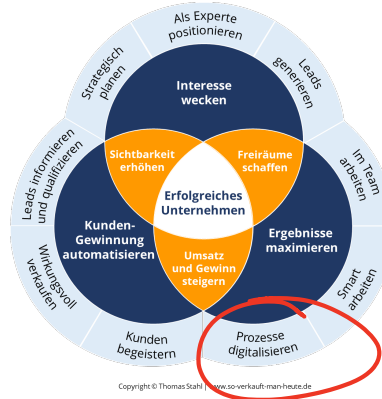 Als Experte
positionieren
Strategisch
planen
Leads
generieren
Interesse
wecken
Leads informieren
und qualifizieren
Sichtbarkeit
erhöhen
Freiräume
schaffen
Im Team
arbeiten
Erfolgreiches
Unternehmen
Kunden-
Gewinnung
automatisieren
Ergebnisse
maximieren
Umsatz
und Gewinn
steigern
Wirkungsvoll
verkaufen
Smart
arbeiten
Kunden
begeistern
Prozesse
digitalisieren
Copyright © Thomas Stahl | www.so-verkauft-man-heute.de